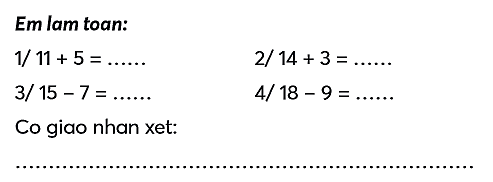 Em lam toan:
1/ 11 + 5 = ...... 2/ 14 + 3 = ......
3/ 15 – 7 = ...... 4/ 18 – 9 = ......
Co giao nhan xet:
..................................................................